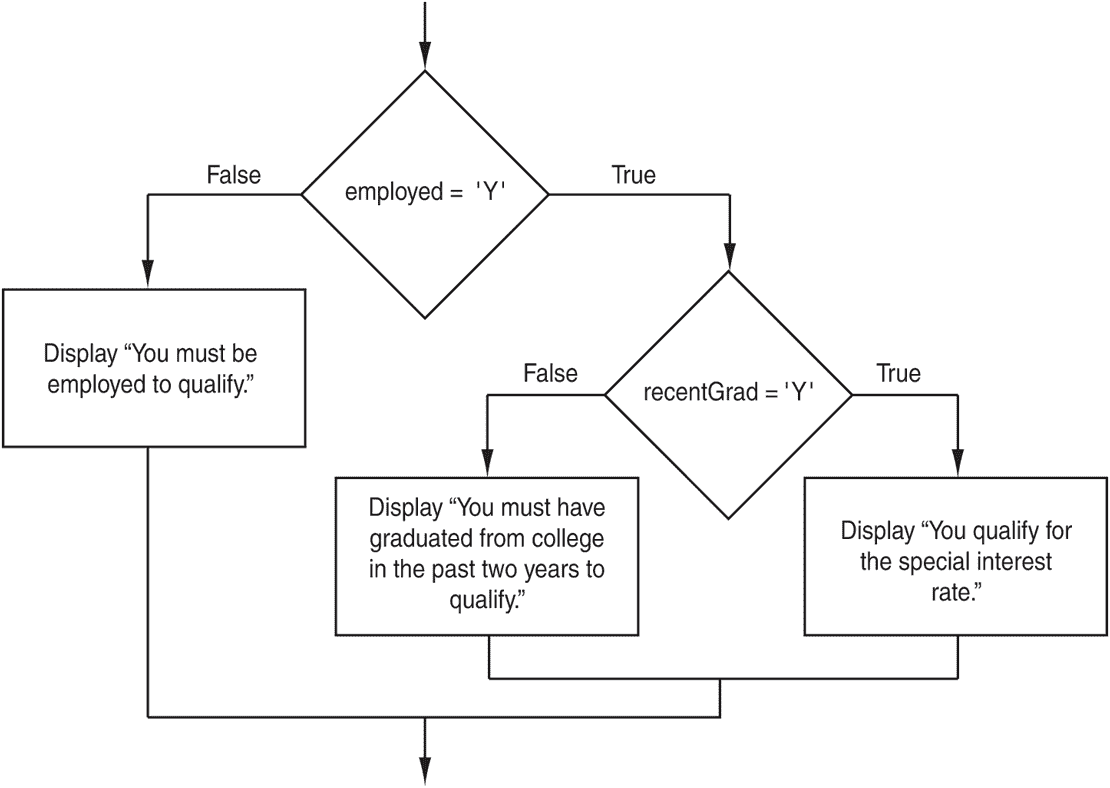 False
employed = 'Y'
True
Display “You must be
employed to qualify.”
False
recentGrad = 'Y'
True
Display “You must have
graduated from college
in the past two years to
qualify.”
Display “You qualify for
the special interest
rate.”